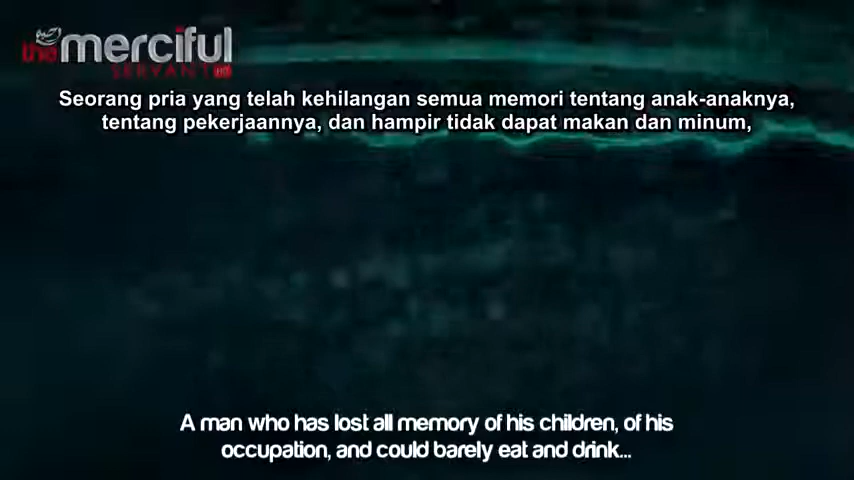 the merciful
SERVANT HD
Seorang pria yang telah kehilangan semua memori tentang anak-anaknya,
tentang pekerjaannya, dan hampir tidak dapat makan dan minum,
A man who has lost all memory of his children, of his
occupation, and could barely eat and drink...